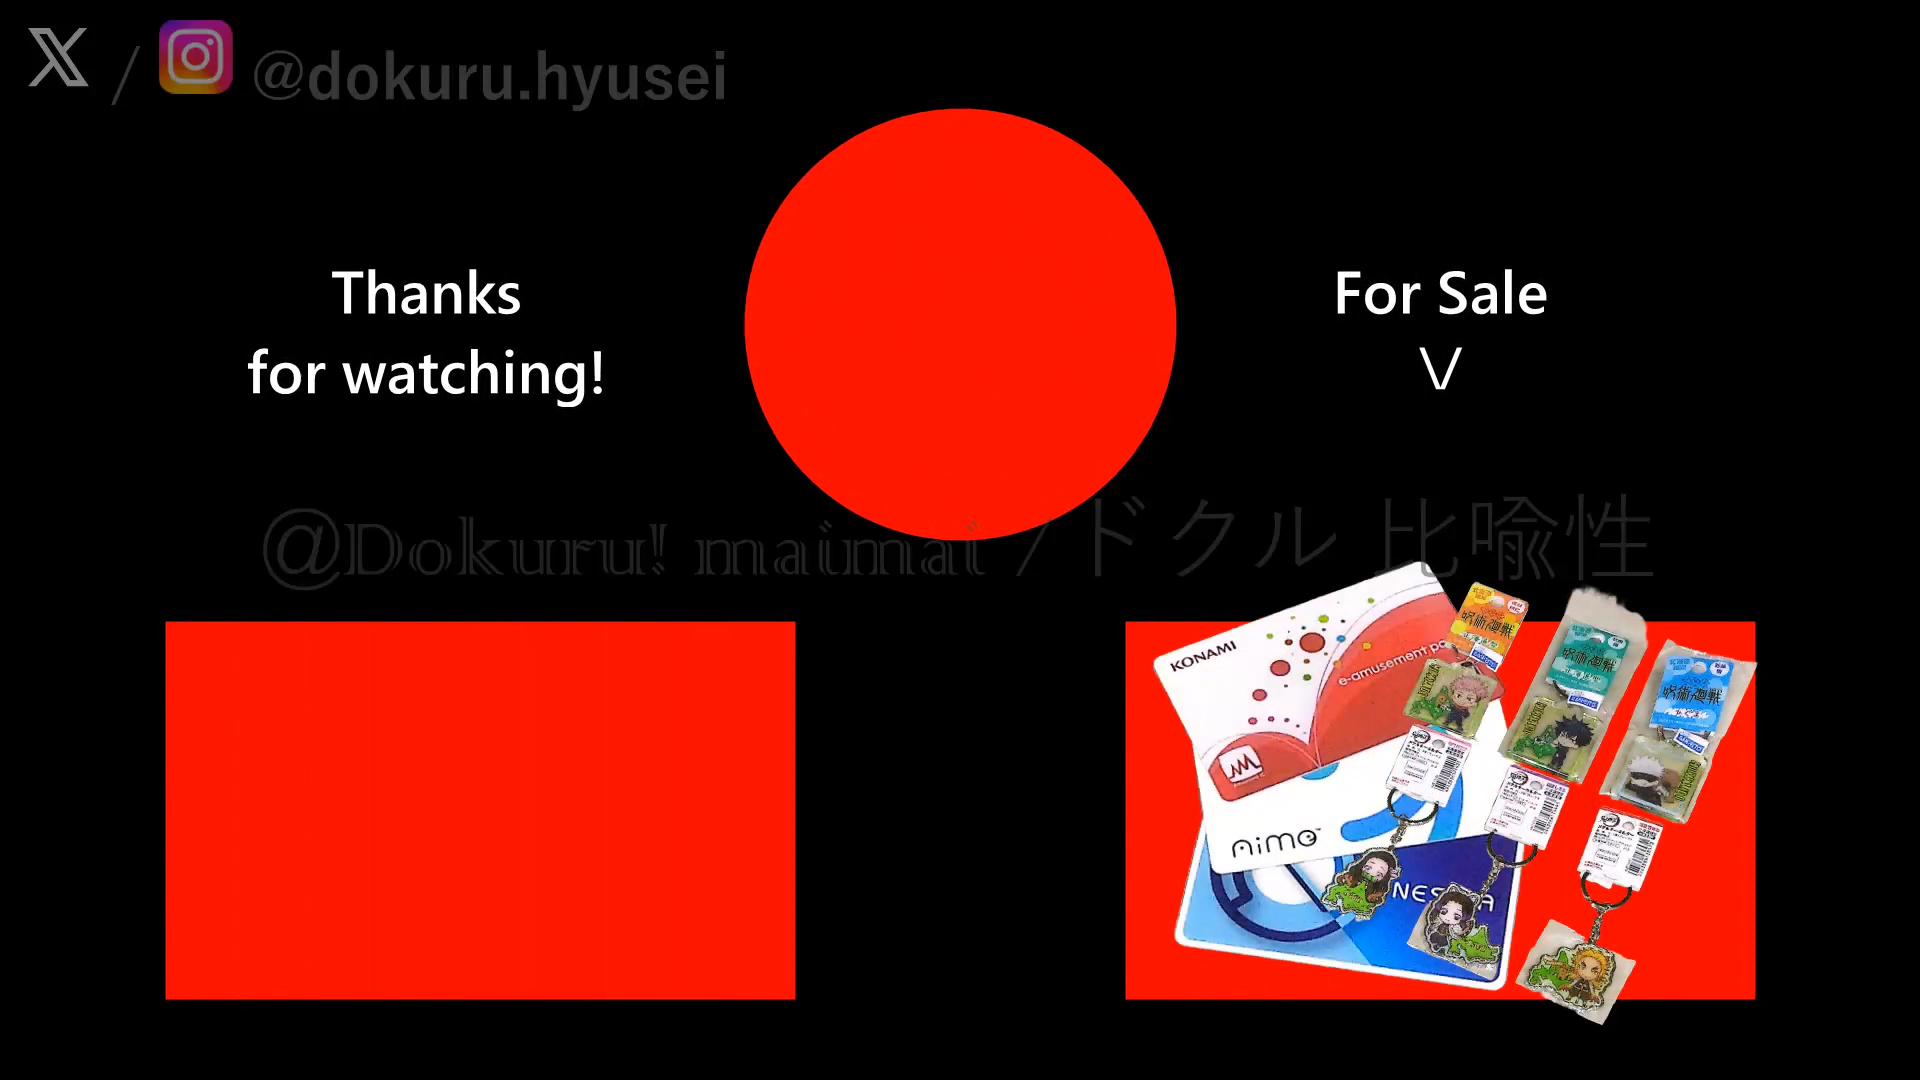 X / @dokuru.hyusei
Thanks
for watching!
For Sale
V
@Dokuru! maimai /ドクル 比喩性
KONAMI
e-amusement pa
呪術廻戦
呪術廻戦
呪術廻戦
Aime
NES A